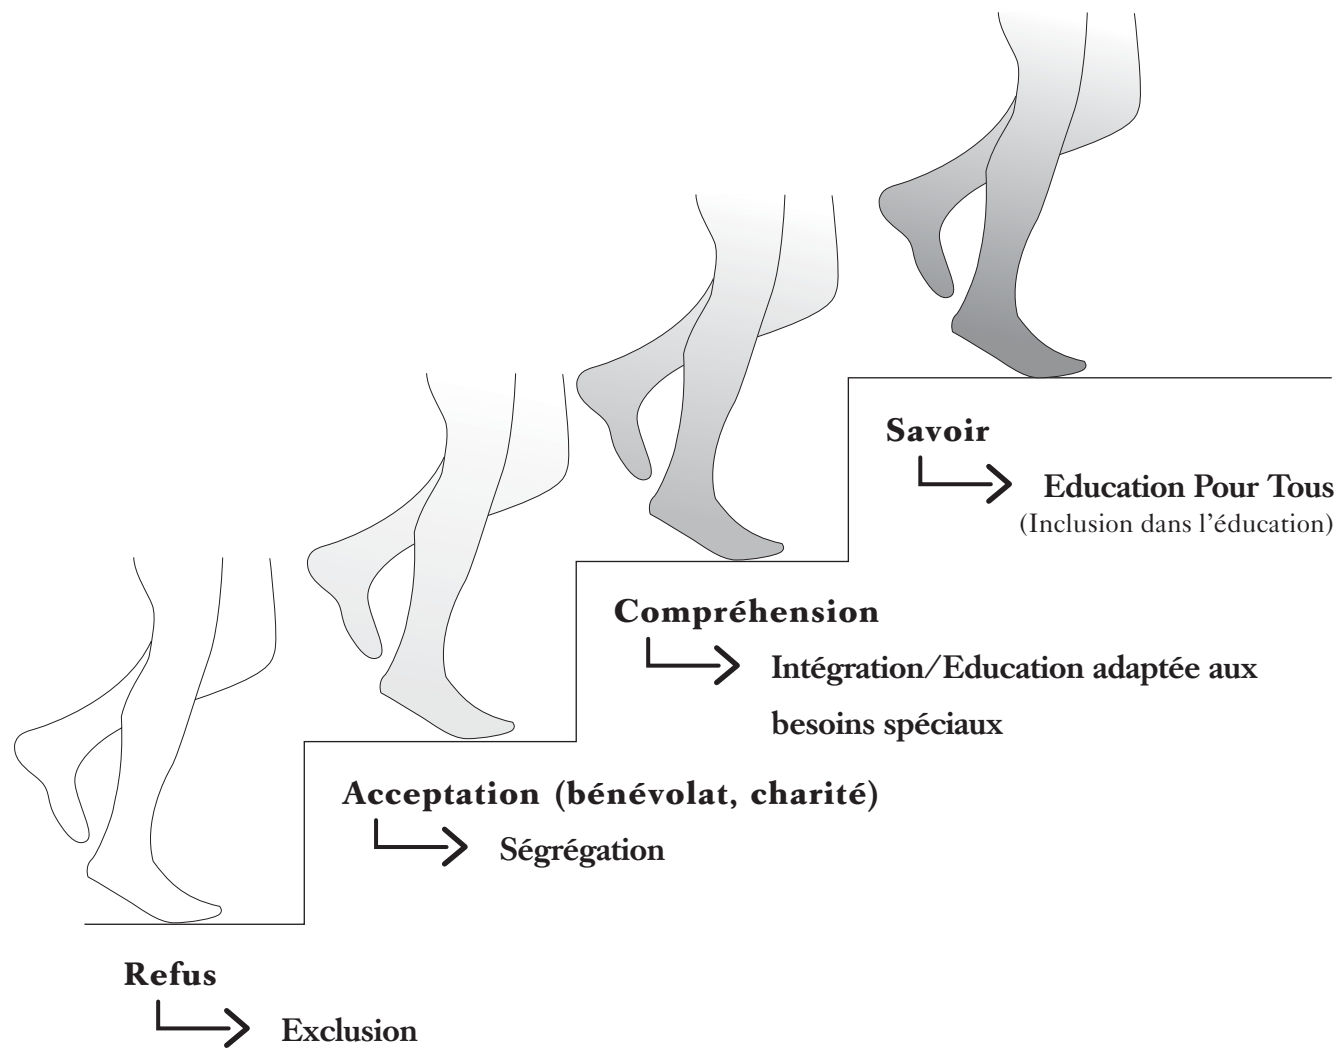 Savoir
Education Pour Tous
(Inclusion dans l'éducation)
Compréhension
Intégration/Education adaptée aux
besoins spéciaux
Acceptation (bénévolat, charité)
Ségrégation
Refus
Exclusion